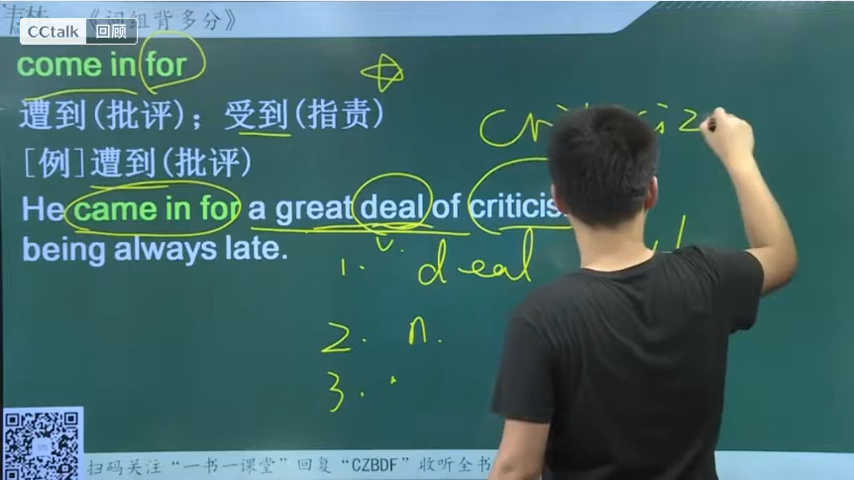 《词组背多分》
CCtalk 回顾
come in for
遭到(批评)；受到(指责)
criti iz
[例]遭到(批评)
He came in for a great deal of criticis
being always late.
1. v. deal
2. n.
3.
扫码关注“一书一课堂”回复“CZBDF”收听全书